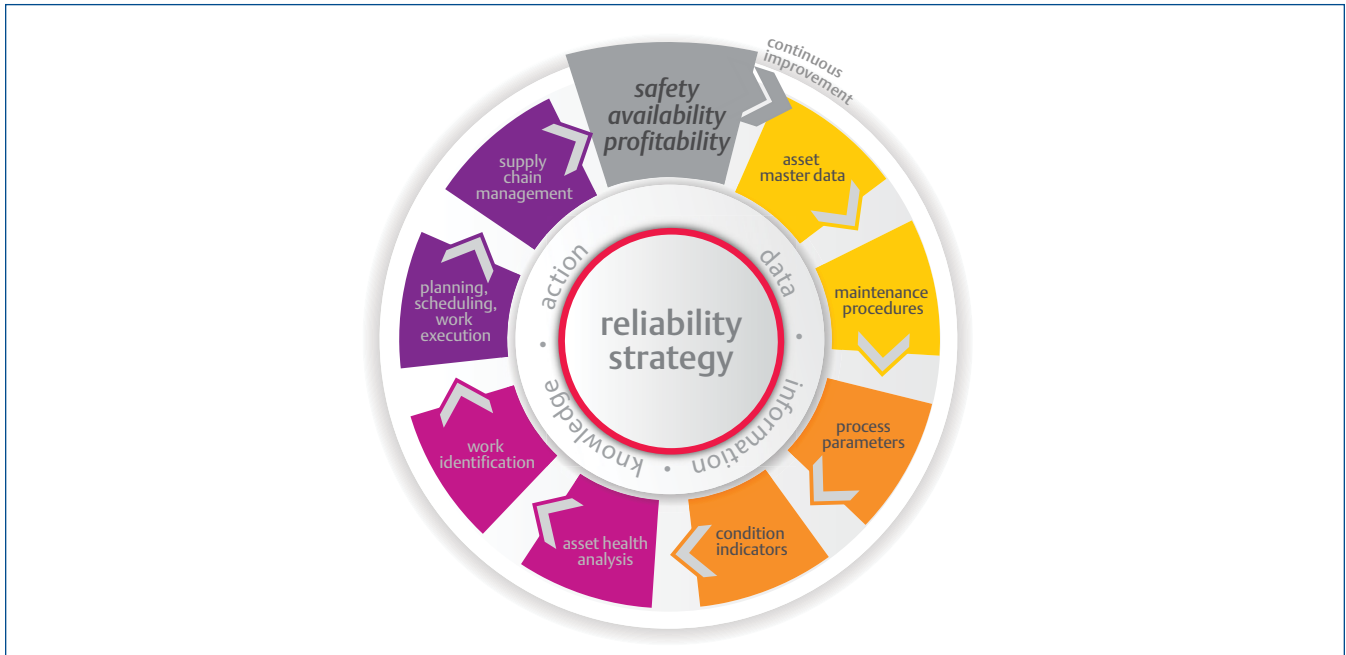 safety
availability
profitability
continuous
improvement
asset
master data
maintenance
procedures
process
parameters
condition
indicators
asset health
analysis
work
identification
planning,
scheduling,
work
execution
supply
chain
management
data • information • knowledge • action
reliability
strategy